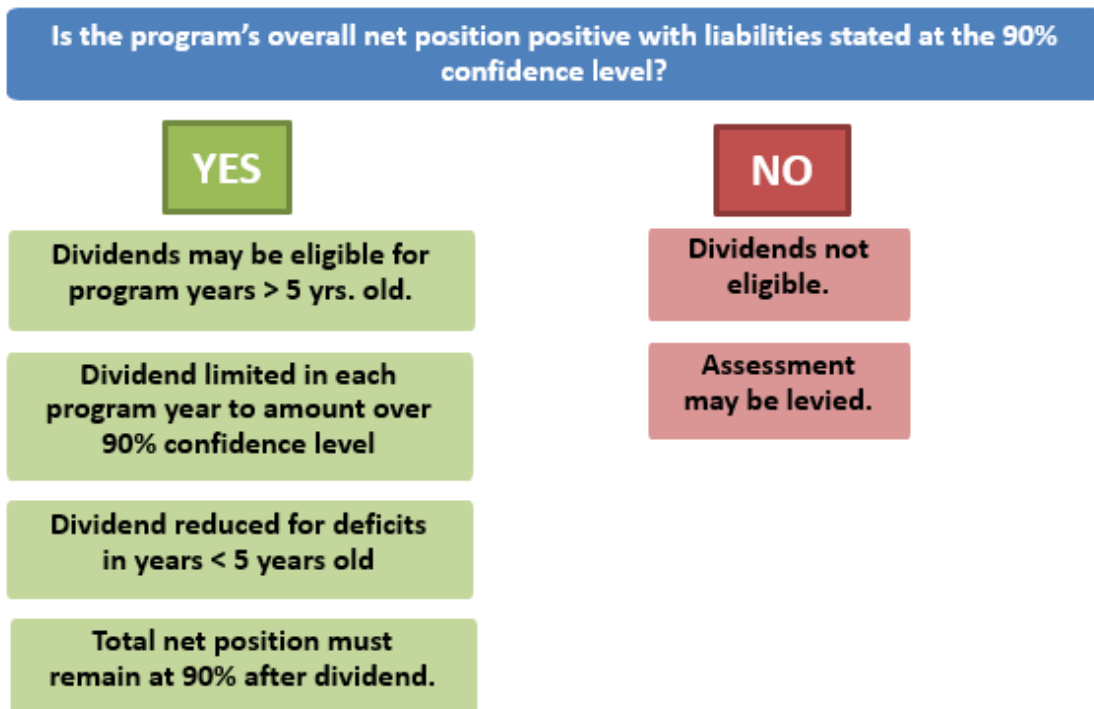 Is the program's overall net position positive with liabilities stated at the 90%
confidence level?
YES
Dividends may be eligible for
program years > 5 yrs. old.
Dividend limited in each
program year to amount over
90% confidence level
Dividend reduced for deficits
in years < 5 years old
Total net position must
remain at 90% after dividend.
NO
Dividends not
eligible.
Assessment
may be levied.